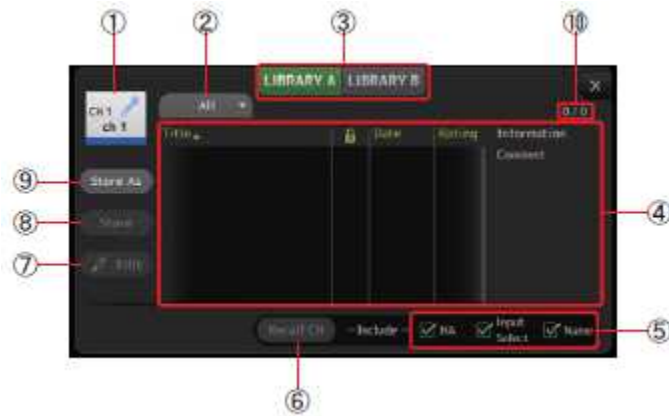 ① ② ③ ⑩
LIBRARY A LIBRARY B
All
0 / 0
CH 1
ch 1
Title Date Rating Information
Comment
⑨ Store As
⑧ Store
④
⑦ Edit
Recall CH Include HA Input Select Name ⑤
⑥